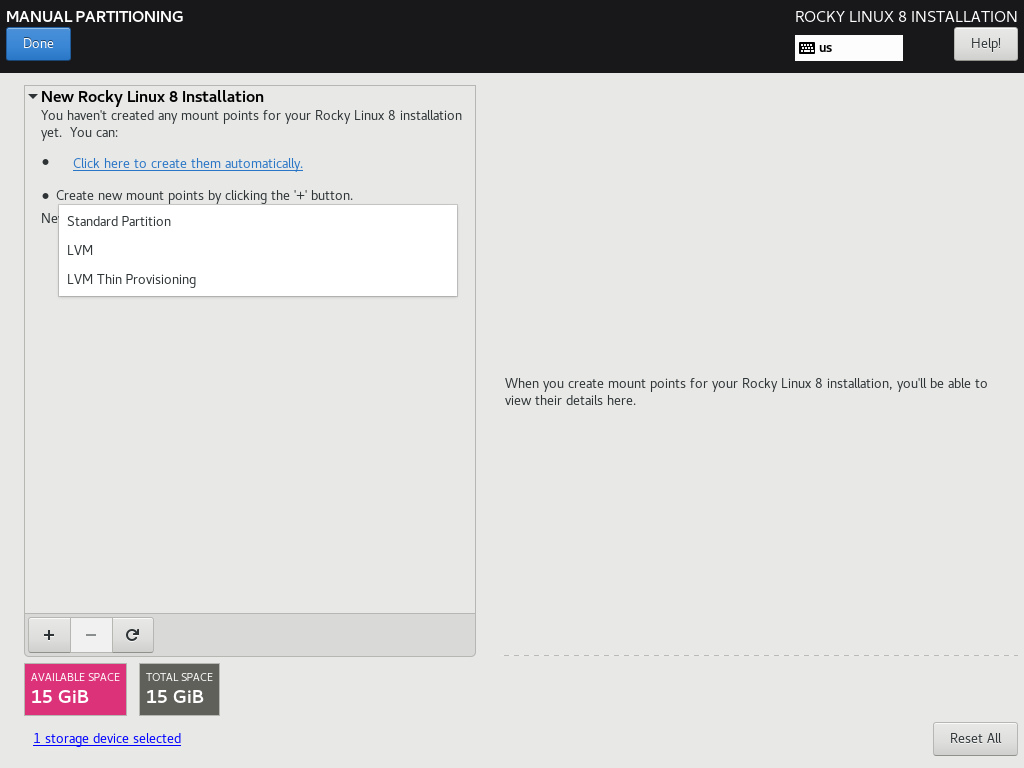 MANUAL PARTITIONING
ROCKY LINUX 8 INSTALLATION
Done
us
Help!
New Rocky Linux 8 Installation
You haven't created any mount points for your Rocky Linux 8 installation
yet.  You can:
● Click here to create them automatically.
● Create new mount points by clicking the '+' button.
Standard Partition
LVM
LVM Thin Provisioning
When you create mount points for your Rocky Linux 8 installation, you'll be able to
view their details here.
+ −
AVAILABLE SPACE
15 GiB
TOTAL SPACE
15 GiB
1 storage device selected
Reset All